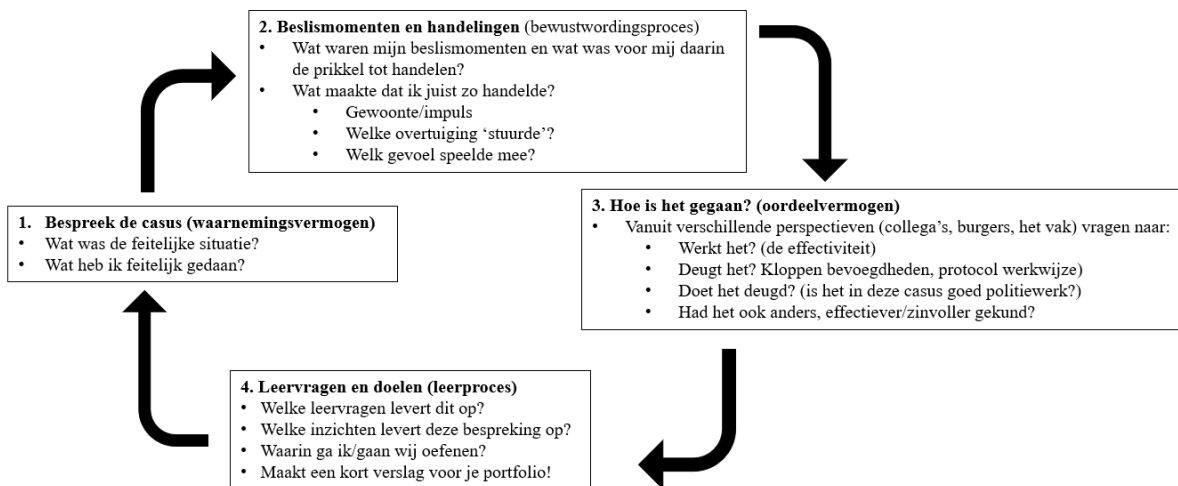 2. Beslismomenten en handelingen (bewustwordingsproces)
• Wat waren mijn beslismomenten en wat was voor mij daarin
de prikkel tot handelen?
• Wat maakte dat ik juist zo handelde?
• Gewoonte/impuls
• Welke overtuiging ‘stuurde’?
• Welk gevoel speelde mee?
1. Bespreek de casus (waarnemingsvermogen)
• Wat was de feitelijke situatie?
• Wat heb ik feitelijk gedaan?
3. Hoe is het gegaan? (oordeelvermogen)
• Vanuit verschillende perspectieven (collega’s, burgers, het vak) vragen naar:
• Werkt het? (de effectiviteit)
• Deugt het? Kloppen bevoegdheden, protocol werkwijze)
• Doet het deugd? (is het in deze casus goed politiewerk?)
• Had het ook anders, effectiever/zinvoller gekund?
4. Leervragen en doelen (leerproces)
• Welke leervragen levert dit op?
• Welke inzichten levert deze bespreking op?
• Waarin ga ik/gaan wij oefenen?
• Maakt een kort verslag voor je portfolio!